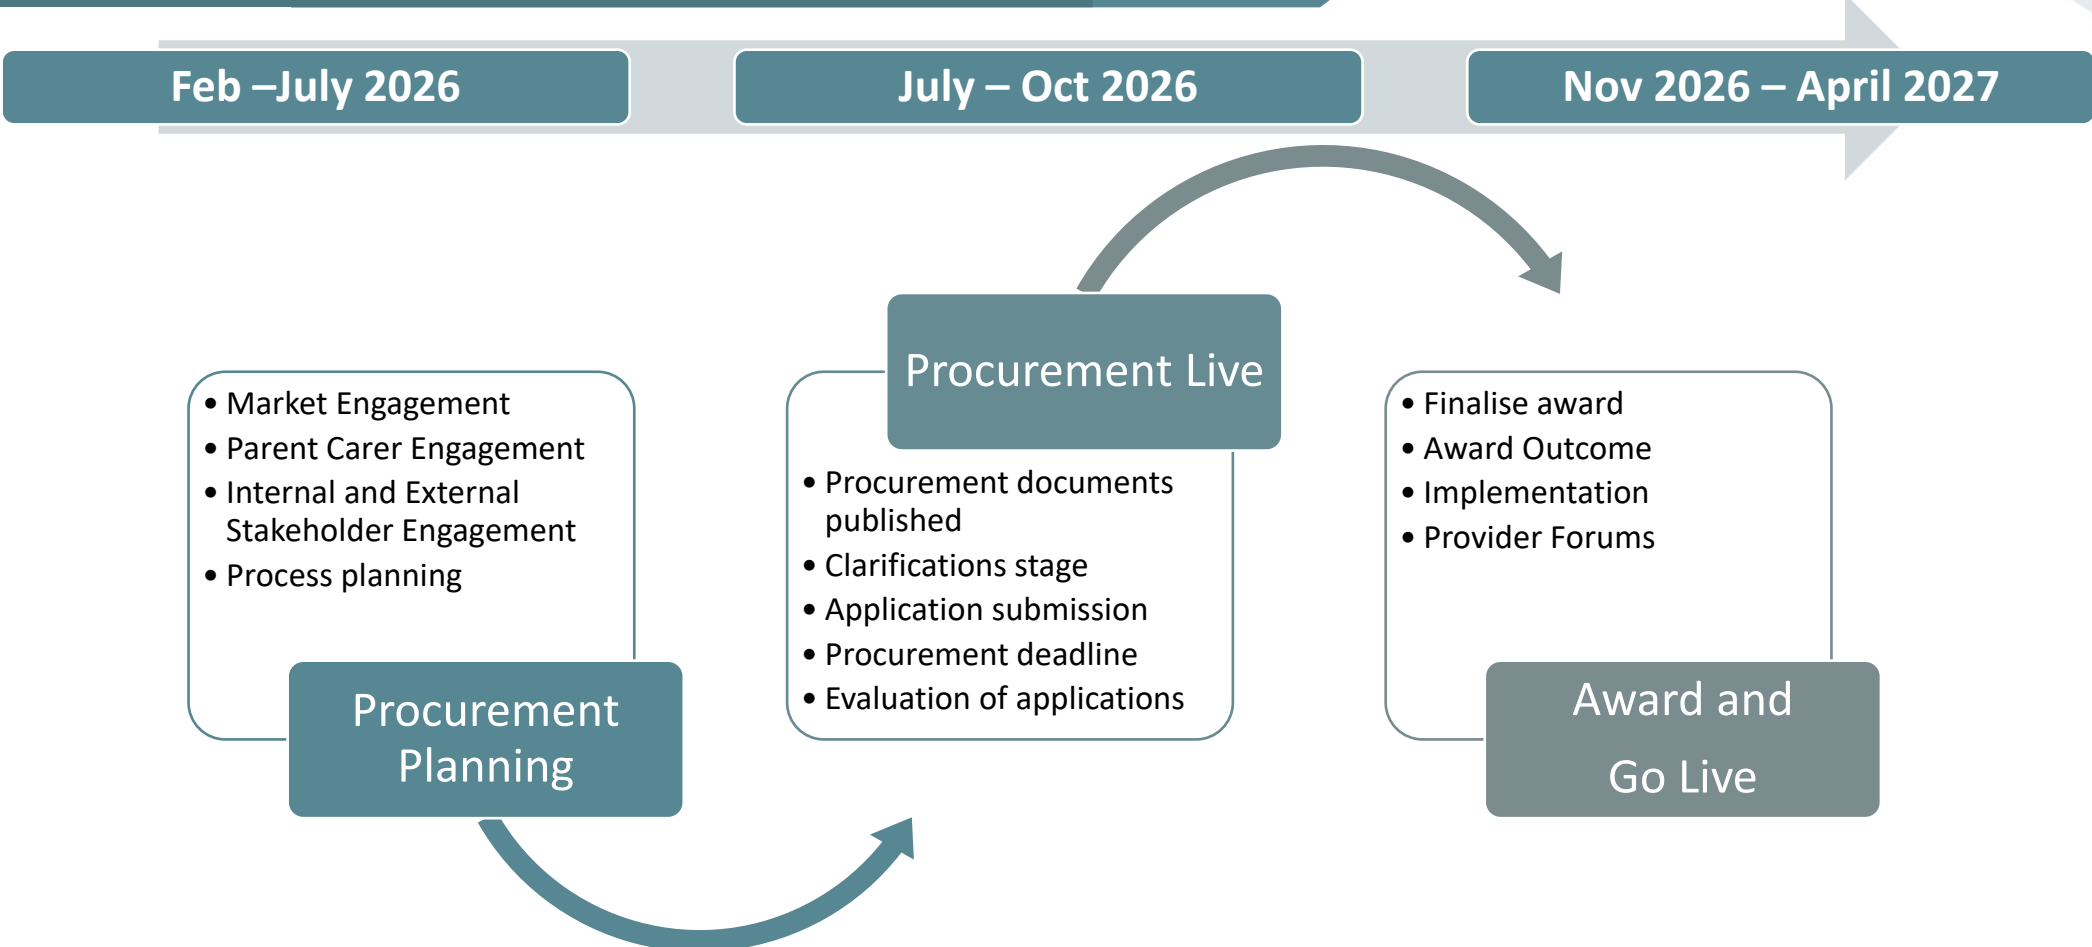 Feb –July 2026
July – Oct 2026
Nov 2026 – April 2027
• Market Engagement
• Parent Carer Engagement
• Internal and External
Stakeholder Engagement
• Process planning
Procurement
Planning
Procurement Live
• Procurement documents
published
• Clarifications stage
• Application submission
• Procurement deadline
• Evaluation of applications
• Finalise award
• Award Outcome
• Implementation
• Provider Forums
Award and
Go Live